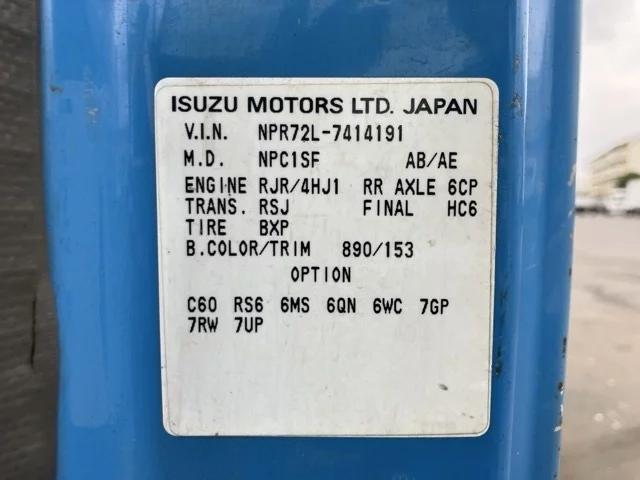 ISUZU MOTORS LTD. JAPAN
V.I.N. NPR72L-7414191
M.D. NPC1SF AB/AE
ENGINE RJR/4HJ1 RR AXLE 6CP
TRANS. RSJ FINAL HC6
TIRE BXP
B.COLOR/TRIM 890/153
OPTION
C60 RS6 6MS 6QN 6WC 7GP
7RW 7UP